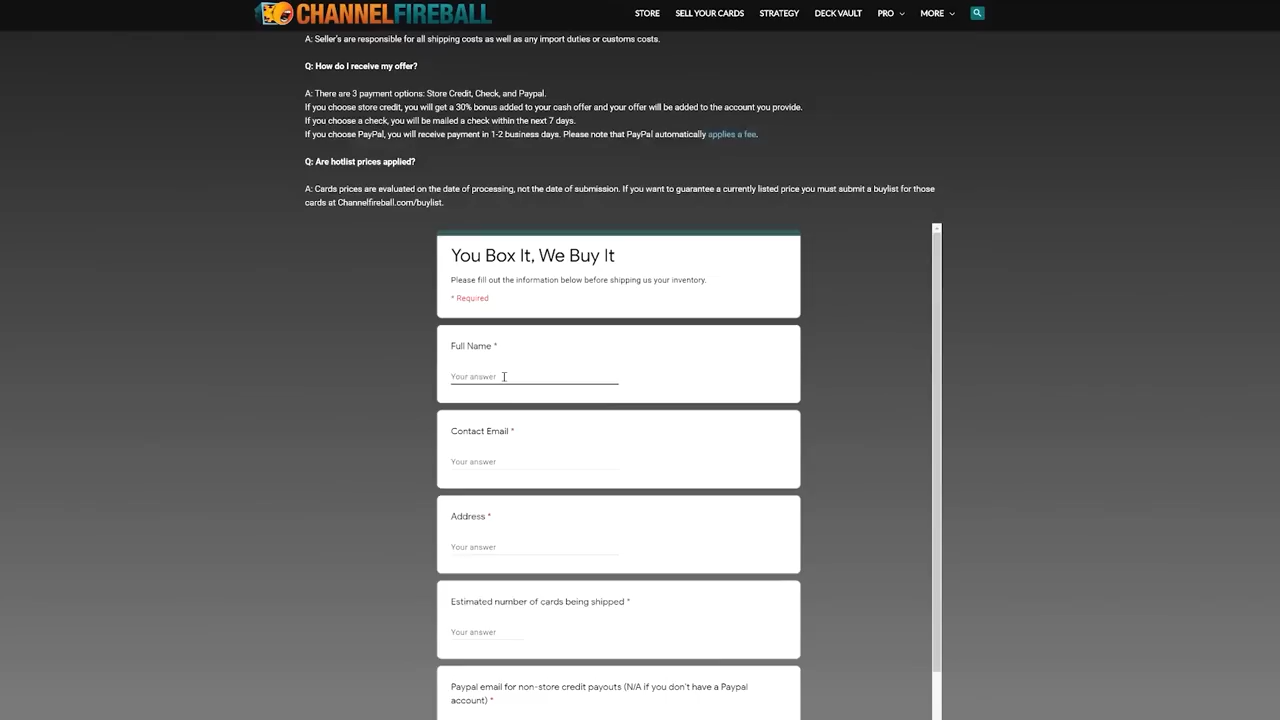 CHANNELFIREBALL
STORE SELL YOUR CARDS STRATEGY DECK VAULT PRO MORE
A: Seller's are responsible for all shipping costs as well as any import duties or customs costs.
Q: How do I receive my offer?
A: There are 3 payment options: Store Credit, Check, and Paypal.
If you choose store credit, you will get a 30% bonus added to your cash offer and your offer will be added to the account you provide.
If you choose a check, you will be mailed a check within the next 7 days.
If you choose PayPal, you will receive payment in 1-2 business days. Please note that PayPal automatically applies a fee.
Q: Are hotlist prices applied?
A: Cards prices are evaluated on the date of processing, not the date of submission. If you want to guarantee a currently listed price you must submit a buylist for those
cards at Channelfireball.com/buylist.
You Box It, We Buy It
Please fill out the information below before shipping us your inventory.
* Required
Full Name *
Your answer
Contact Email *
Your answer
Address *
Your answer
Estimated number of cards being shipped *
Your answer
Paypal email for non-store credit payouts (N/A if you don't have a Paypal
account) *